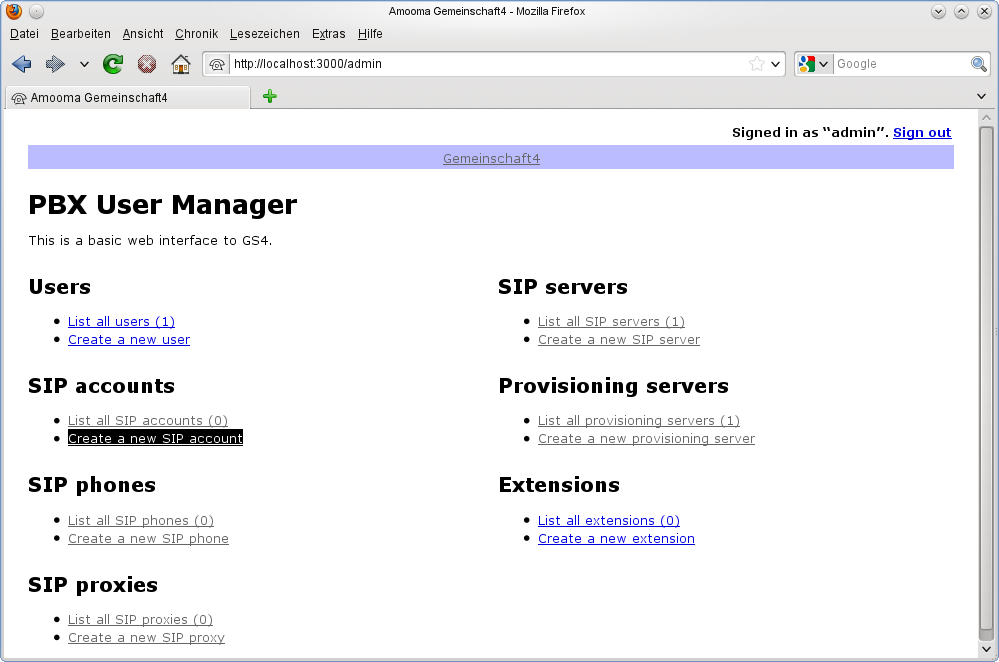 Amooma Gemeinschaft4 - Mozilla Firefox
Datei Bearbeiten Ansicht Chronik Lesezeichen Extras Hilfe
http://localhost:3000/admin Google
Amooma Gemeinschaft4
Signed in as “admin”. Sign out
Gemeinschaft4
PBX User Manager
This is a basic web interface to GS4.
Users
List all users (1)
Create a new user
SIP accounts
List all SIP accounts (0)
Create a new SIP account
SIP phones
List all SIP phones (0)
Create a new SIP phone
SIP proxies
List all SIP proxies (0)
Create a new SIP proxy
SIP servers
List all SIP servers (1)
Create a new SIP server
Provisioning servers
List all provisioning servers (1)
Create a new provisioning server
Extensions
List all extensions (0)
Create a new extension